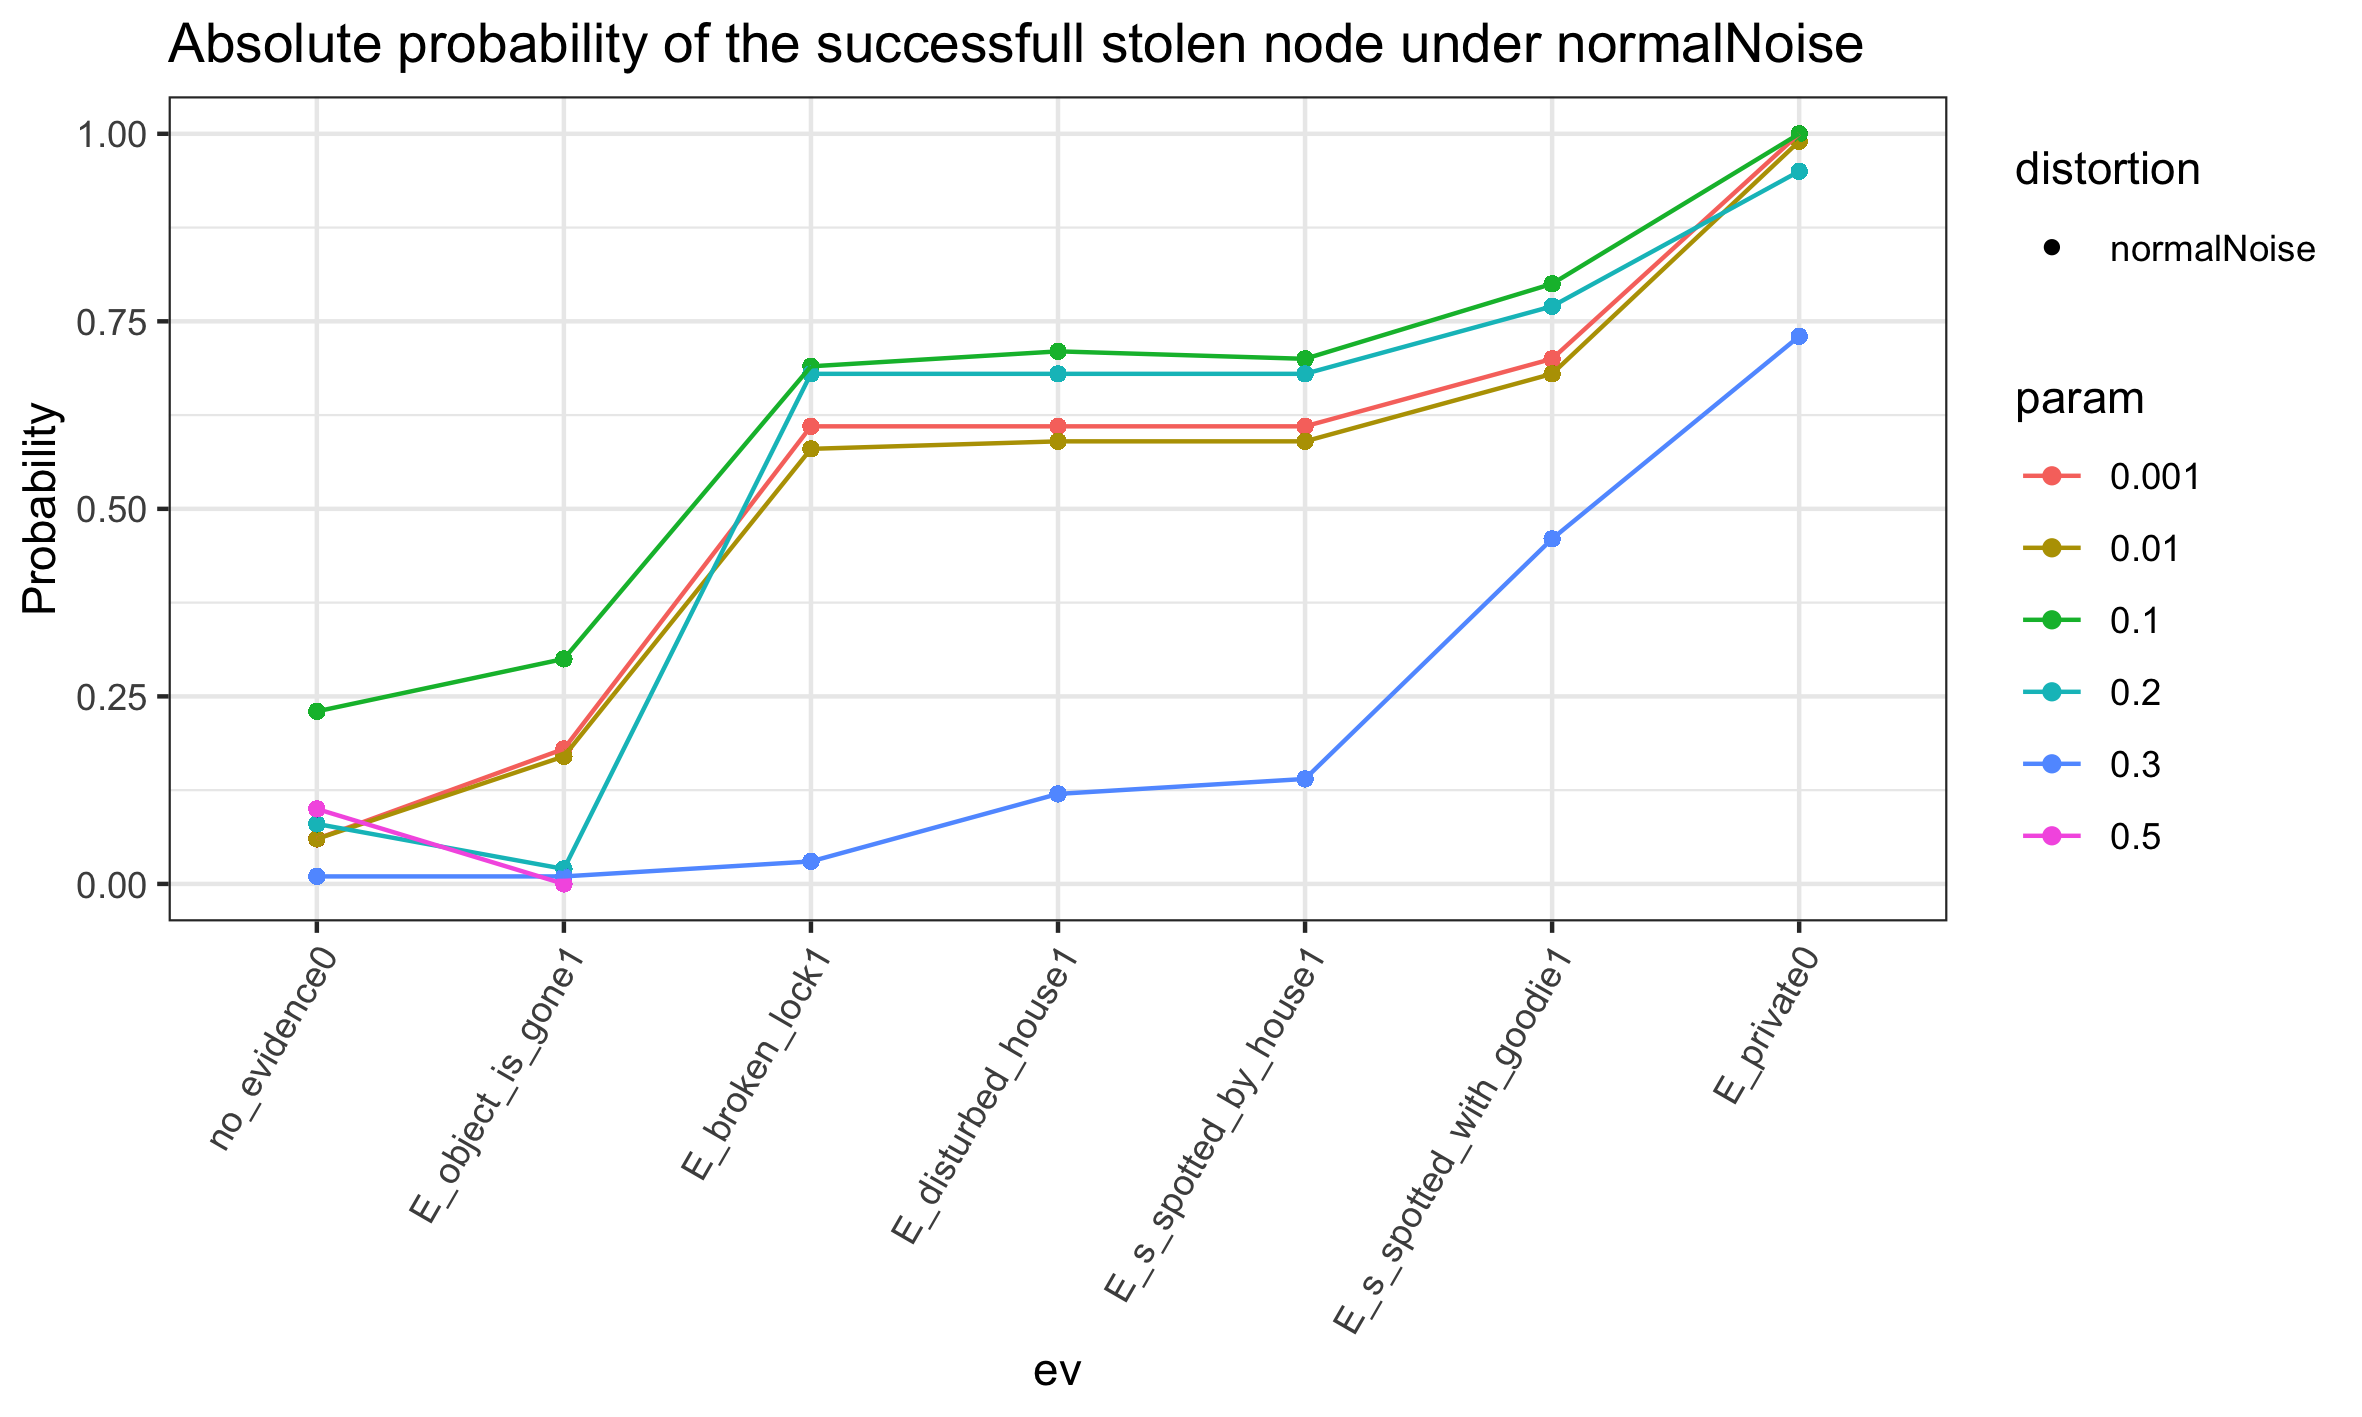 Absolute probability of the successfull stolen node under normalNoise
Probability
1.00
0.75
0.50
0.25
0.00
no_evidence0
E_object_is_gone1
E_broken_lock1
E_disturbed_house1
E_s_spotted_by_house1
E_s_spotted_with_goodie1
E_private0
ev
distortion
normalNoise
param
0.001
0.01
0.1
0.2
0.3
0.5